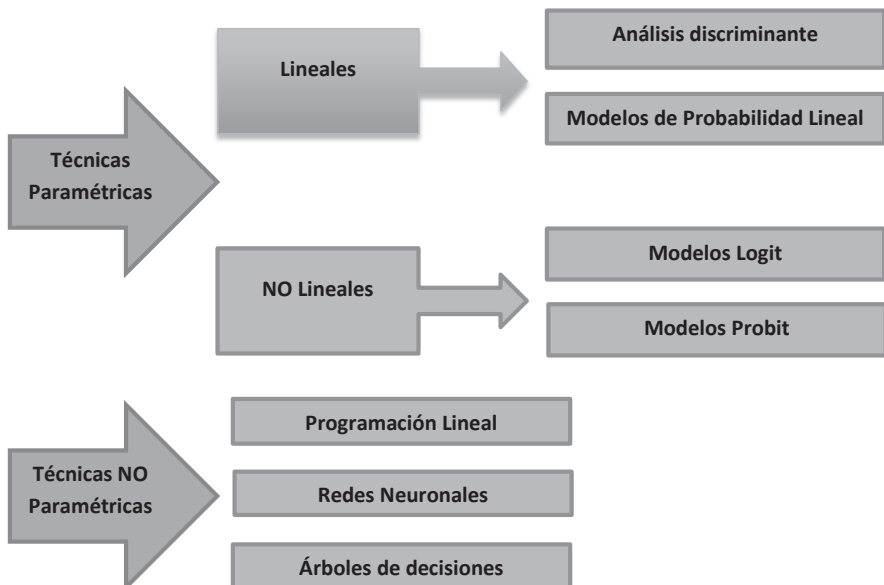 Técnicas
Paramétricas
Lineales
Análisis discriminante
Modelos de Probabilidad Lineal
NO Lineales
Modelos Logit
Modelos Probit
Técnicas NO
Paramétricas
Programación Lineal
Redes Neuronales
Árboles de decisiones